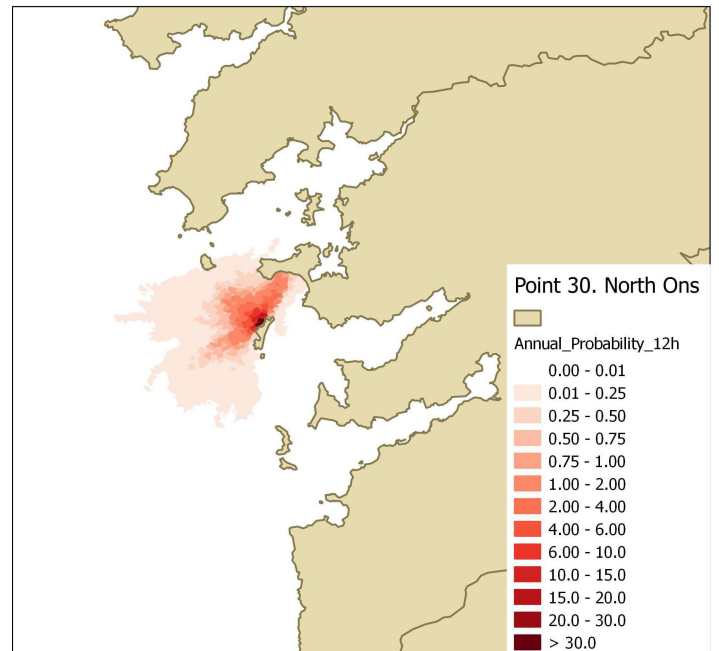 Point 30. North Ons
Annual_Probability_12h
0.00 - 0.01
0.01 - 0.25
0.25 - 0.50
0.50 - 0.75
0.75 - 1.00
1.00 - 2.00
2.00 - 4.00
4.00 - 6.00
6.00 - 10.0
10.0 - 15.0
15.0 - 20.0
20.0 - 30.0
> 30.0